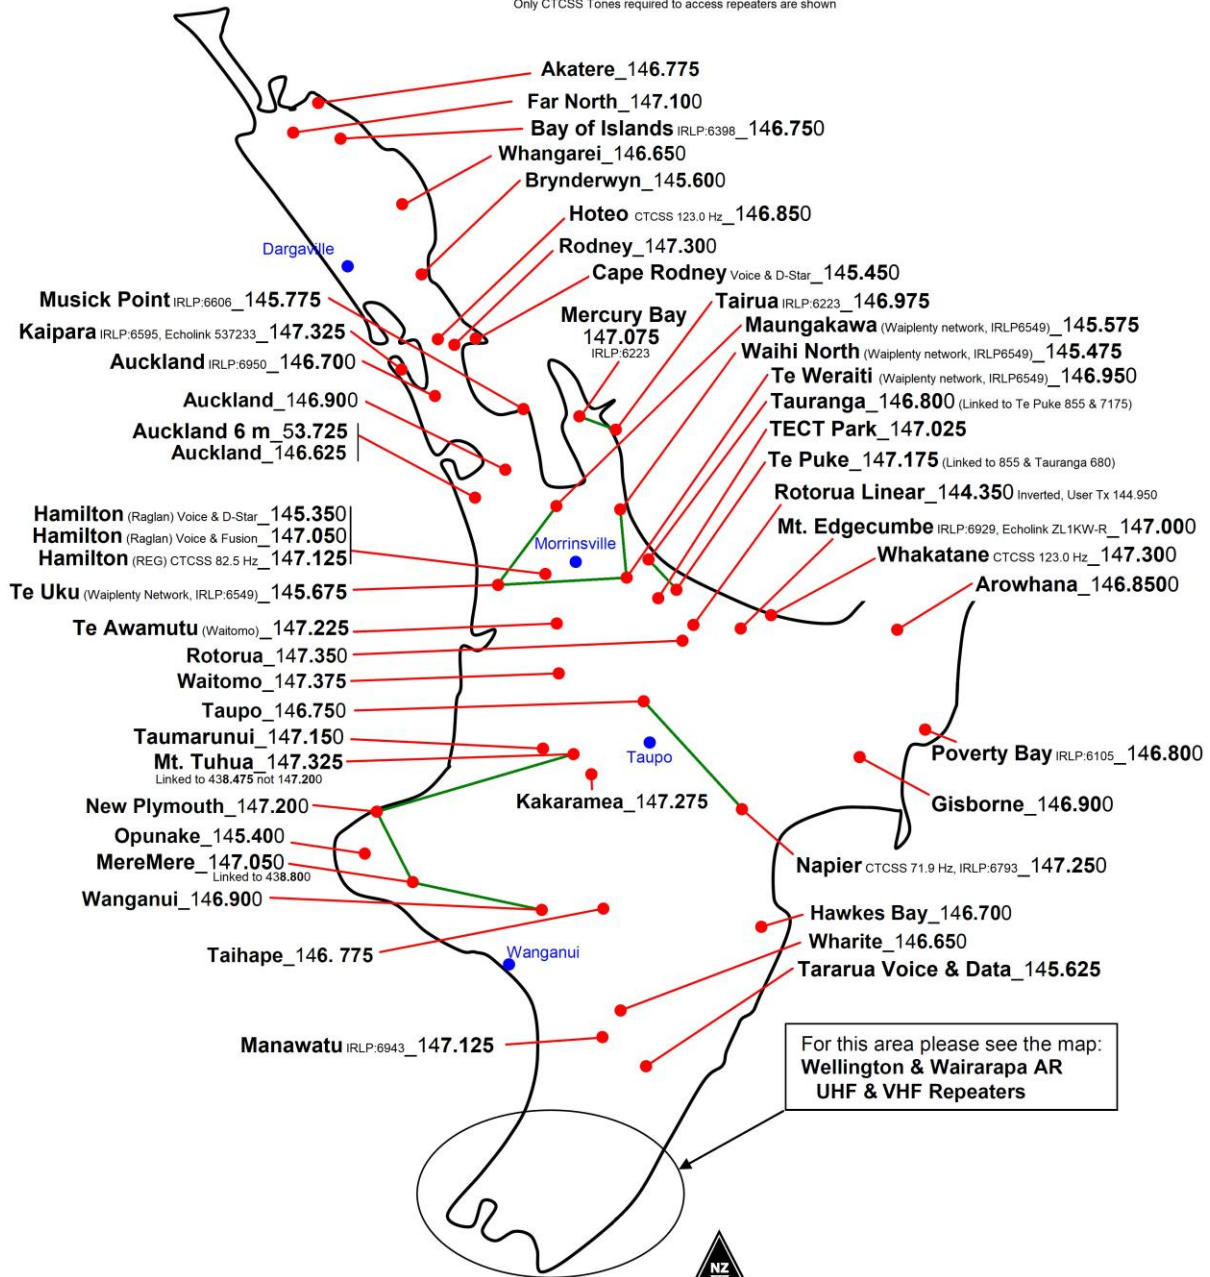 Only CTCSS Tones required to access repeaters are shown
Akatere_146.775
Far North_147.100
Bay of Islands IRLP:6398_146.750
Whangarei_146.650
Brynderwyn_145.600
Hoteo CTCSS 123.0 Hz_146.850
Rodney_147.300
Dargaville
Cape Rodney Voice & D-Star_145.450
Musick Point IRLP:6606_145.775
Tairua IRLP:6223_146.975
Mercury Bay
147.075
IRLP:6223
Kaipara IRLP:6595, Echolink 537233_147.325
Maungakawa (Waiplenty network, IRLP6549)_145.575
Auckland IRLP:6950_146.700
Waihi North (Waiplenty network, IRLP6549)_145.475
Te Weraiti (Waiplenty network, IRLP6549)_146.950
Auckland_146.900
Tauranga_146.800 (Linked to Te Puke 855 & 7175)
Auckland 6 m_53.725
Auckland_146.625
TECT Park_147.025
Te Puke_147.175 (Linked to 855 & Tauranga 680)
Rotorua Linear_144.350 Inverted, User Tx 144.950
Hamilton (Raglan) Voice & D-Star_145.350
Hamilton (Raglan) Voice & Fusion_147.050
Hamilton (REG) CTCSS 82.5 Hz_147.125
Mt. Edgecumbe IRLP:6929, Echolink ZL1KW-R_147.000
Morrinsville
Whakatane CTCSS 123.0 Hz_147.300
Te Uku (Waiplenty Network, IRLP:6549)_145.675
Arowhana_146.8500
Te Awamutu (Waitomo)_147.225
Rotorua_147.350
Waitomo_147.375
Taupo_146.750
Taumarunui_147.150
Mt. Tuhua_147.325
Linked to 438.475 not 147.200
Taupo
Poverty Bay IRLP:6105_146.800
New Plymouth_147.200
Kakaramea_147.275
Gisborne_146.900
Opunake_145.400
MereMere_147.050
Linked to 438.800
Napier CTCSS 71.9 Hz, IRLP:6793_147.250
Wanganui_146.900
Hawkes Bay_146.700
Taihape_146. 775
Wanganui
Wharite_146.650
Tararua Voice & Data_145.625
Manawatu IRLP:6943_147.125
For this area please see the map:
Wellington & Wairarapa AR
UHF & VHF Repeaters
NZ